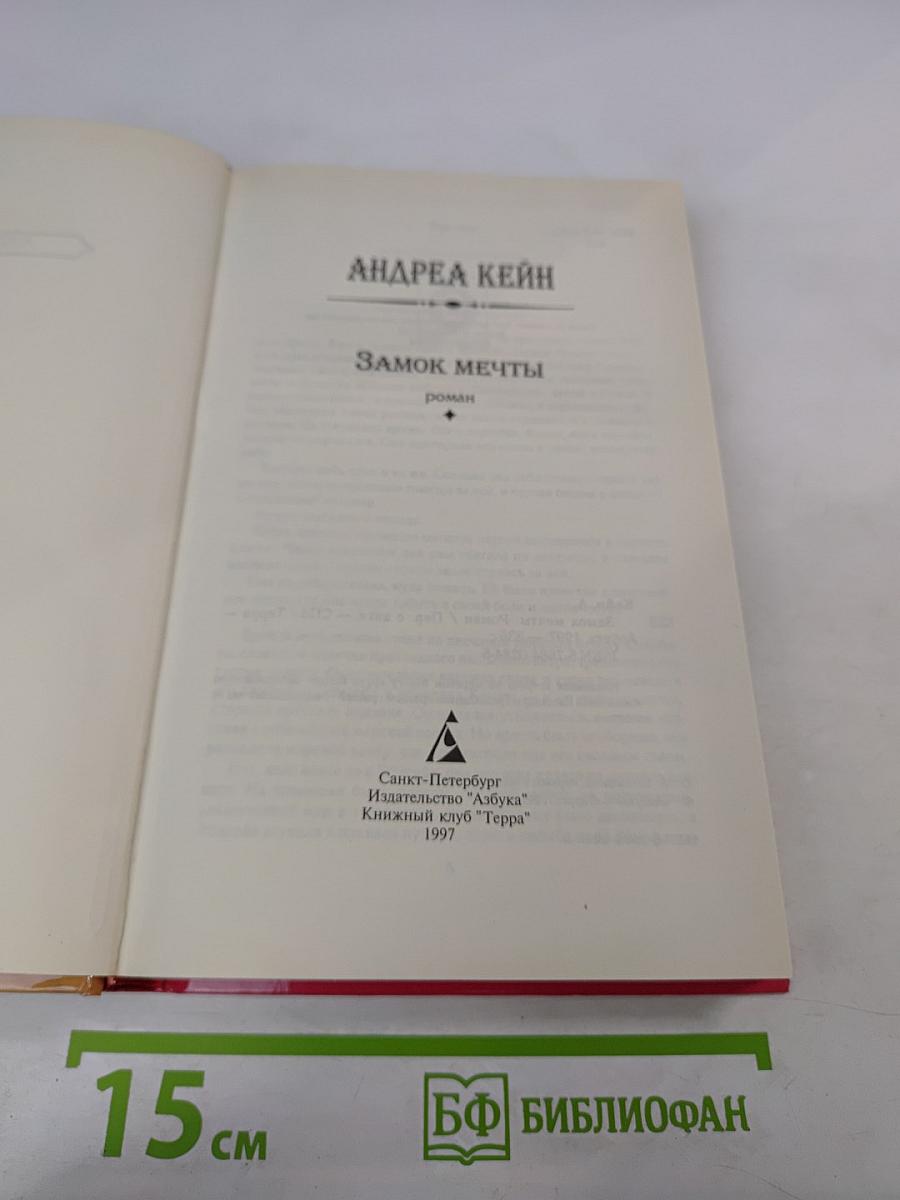 АНДРЕА КЕЙН
ЗАМОК МЕЧТЫ
роман
Санкт-Петербург
Издательство "Азбука"
Книжный клуб "Терра"
1997
15 см
БФ БИБЛИОФАН